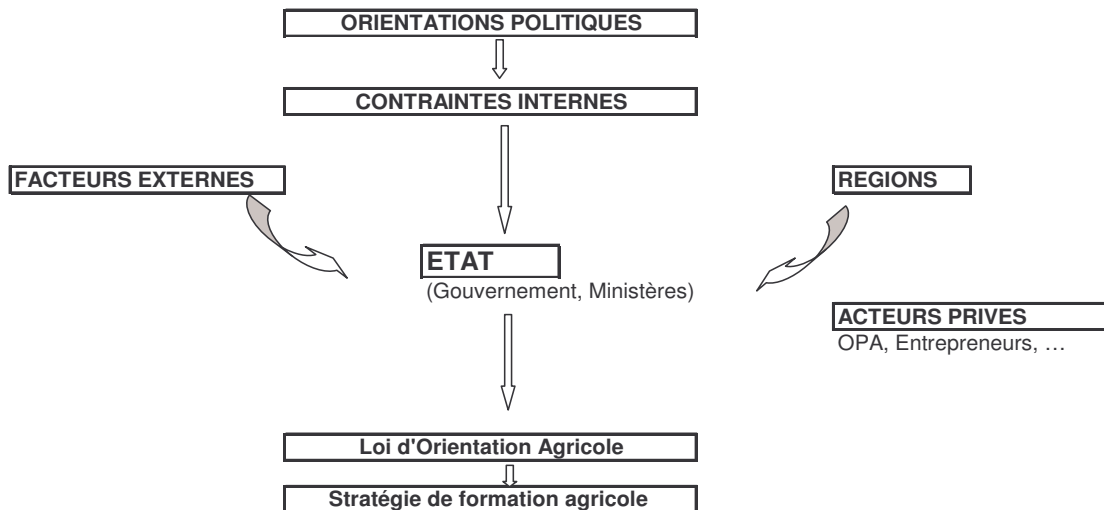 ORIENTATIONS POLITIQUES
CONTRAINTES INTERNES
FACTEURS EXTERNES
REGIONS
ETAT
(Gouvernement, Ministères)
ACTEURS PRIVES
OPA, Entrepreneurs, …
Loi d'Orientation Agricole
Stratégie de formation agricole